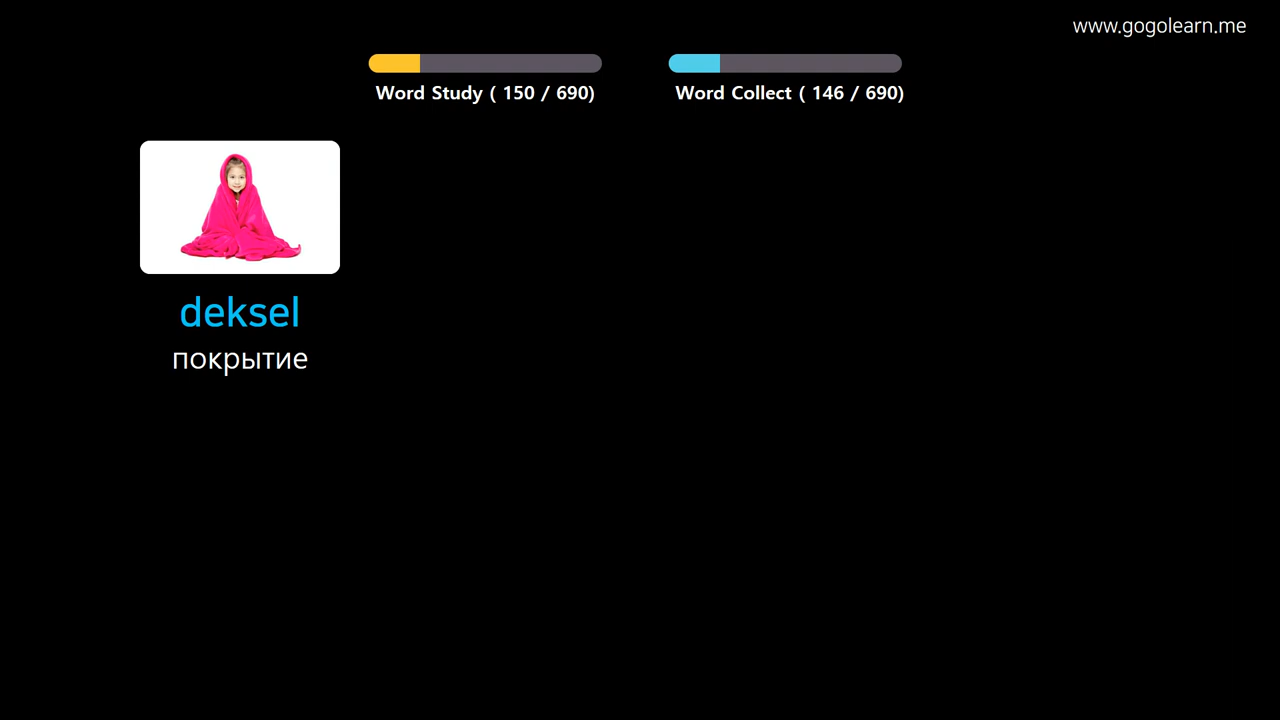 www.gogolearn.me
Word Study ( 150 / 690)
Word Collect ( 146 / 690)
deksel
покрытие